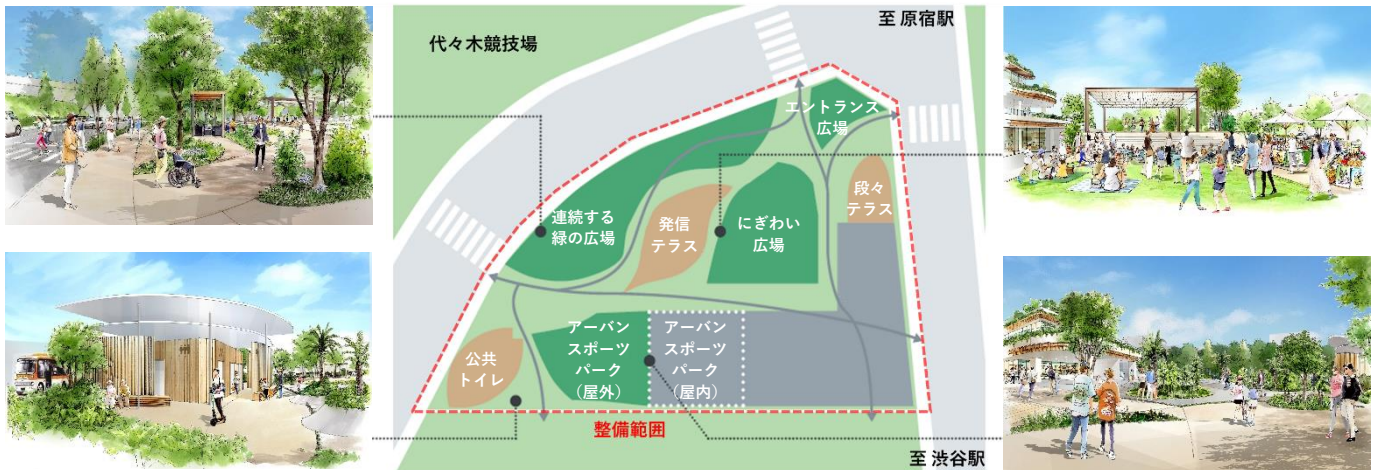 至 原宿駅
代々木競技場
エントランス
広場
段々
テラス
連続する
緑の広場
発信
テラス
にぎわい
広場
公共
トイレ
アーバン
スポーツ
パーク
（屋外）
アーバン
スポーツ
パーク
（屋内）
整備範囲
至 渋谷駅